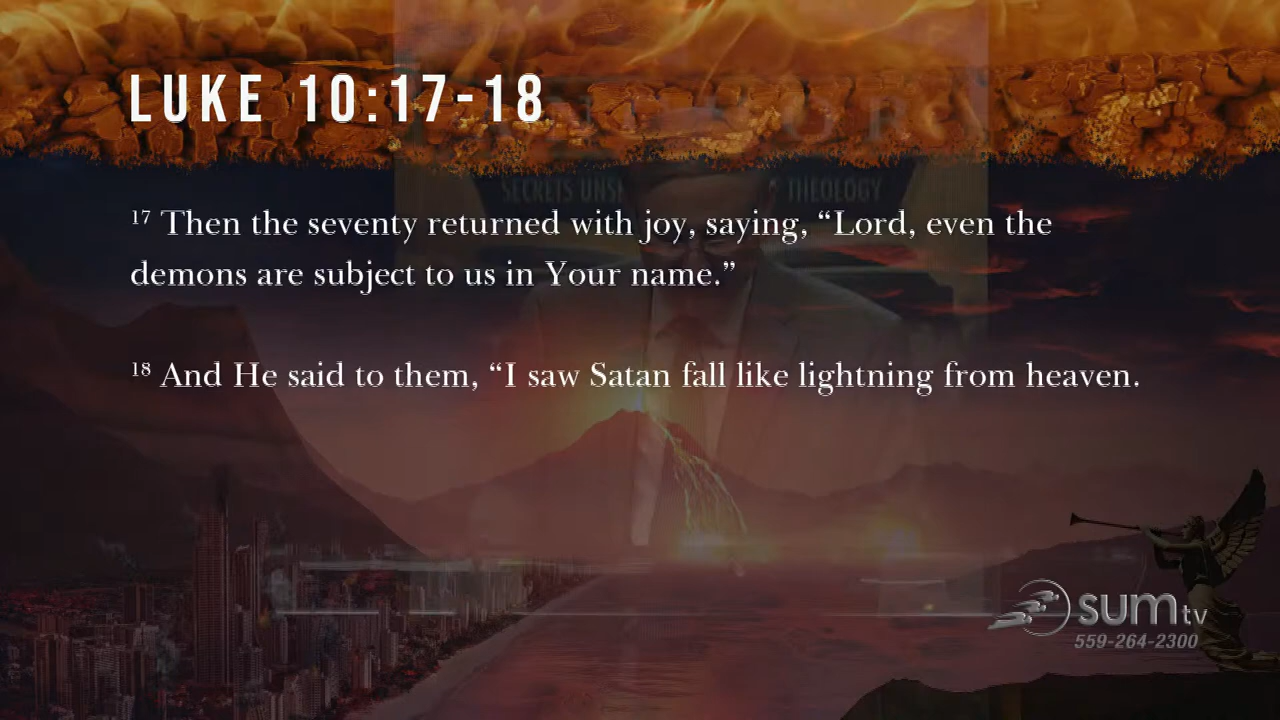 LUKE 10:17-18
SECRETS UNS
THEOLOGY
¹⁷ Then the seventy returned with joy, saying, “Lord, even the
demons are subject to us in Your name.”
¹⁸ And He said to them, “I saw Satan fall like lightning from heaven.
sumtv
559-264-2300